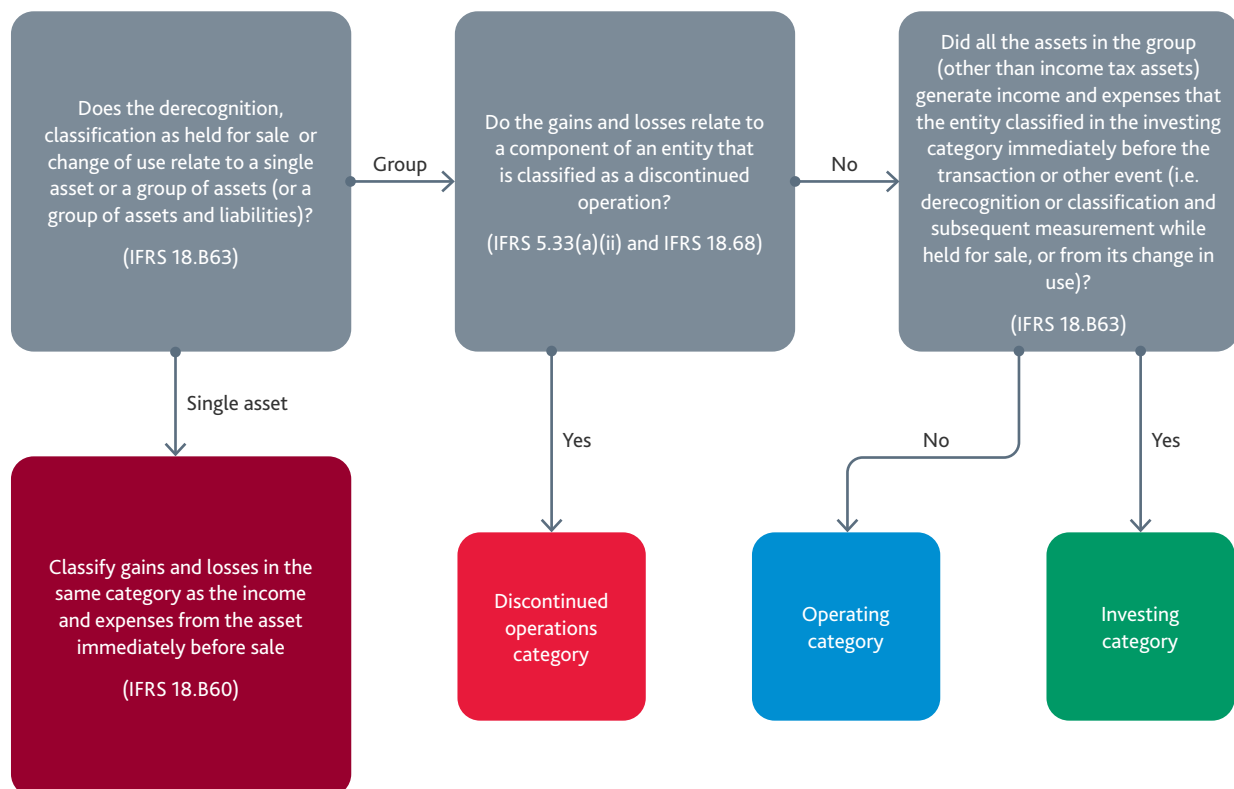 Does the derecognition,
classification as held for sale or
change of use relate to a single
asset or a group of assets (or a
group of assets and liabilities)?
(IFRS 18.B63)
Group
Do the gains and losses relate to
a component of an entity that
is classified as a discontinued
operation?
(IFRS 5.33(a)(ii) and IFRS 18.68)
No
Did all the assets in the group
(other than income tax assets)
generate income and expenses that
the entity classified in the investing
category immediately before the
transaction or other event (i.e.
derecognition or classification and
subsequent measurement while
held for sale, or from its change in
use)?
(IFRS 18.B63)
Single asset
Yes
No
Yes
Classify gains and losses in the
same category as the income
and expenses from the asset
immediately before sale
(IFRS 18.B60)
Discontinued
operations
category
Operating
category
Investing
category